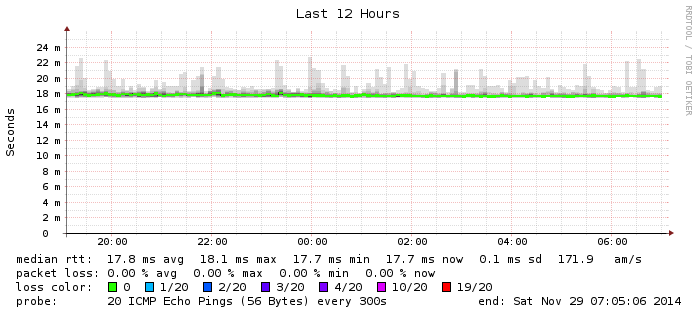 Last 12 Hours
RRDTOOL / TOBI OETIKER
Seconds
24 m
22 m
20 m
18 m
16 m
14 m
12 m
10 m
8 m
6 m
4 m
2 m
0
20:00 22:00 00:00 02:00 04:00 06:00
median rtt: 17.8 ms avg 18.1 ms max 17.7 ms min 17.7 ms now 0.1 ms sd 171.9 am/s
packet loss: 0.00 % avg 0.00 % max 0.00 % min 0.00 % now
loss color: 0 1/20 2/20 3/20 4/20 10/20 19/20
probe: 20 ICMP Echo Pings (56 Bytes) every 300s end: Sat Nov 29 07:05:06 2014